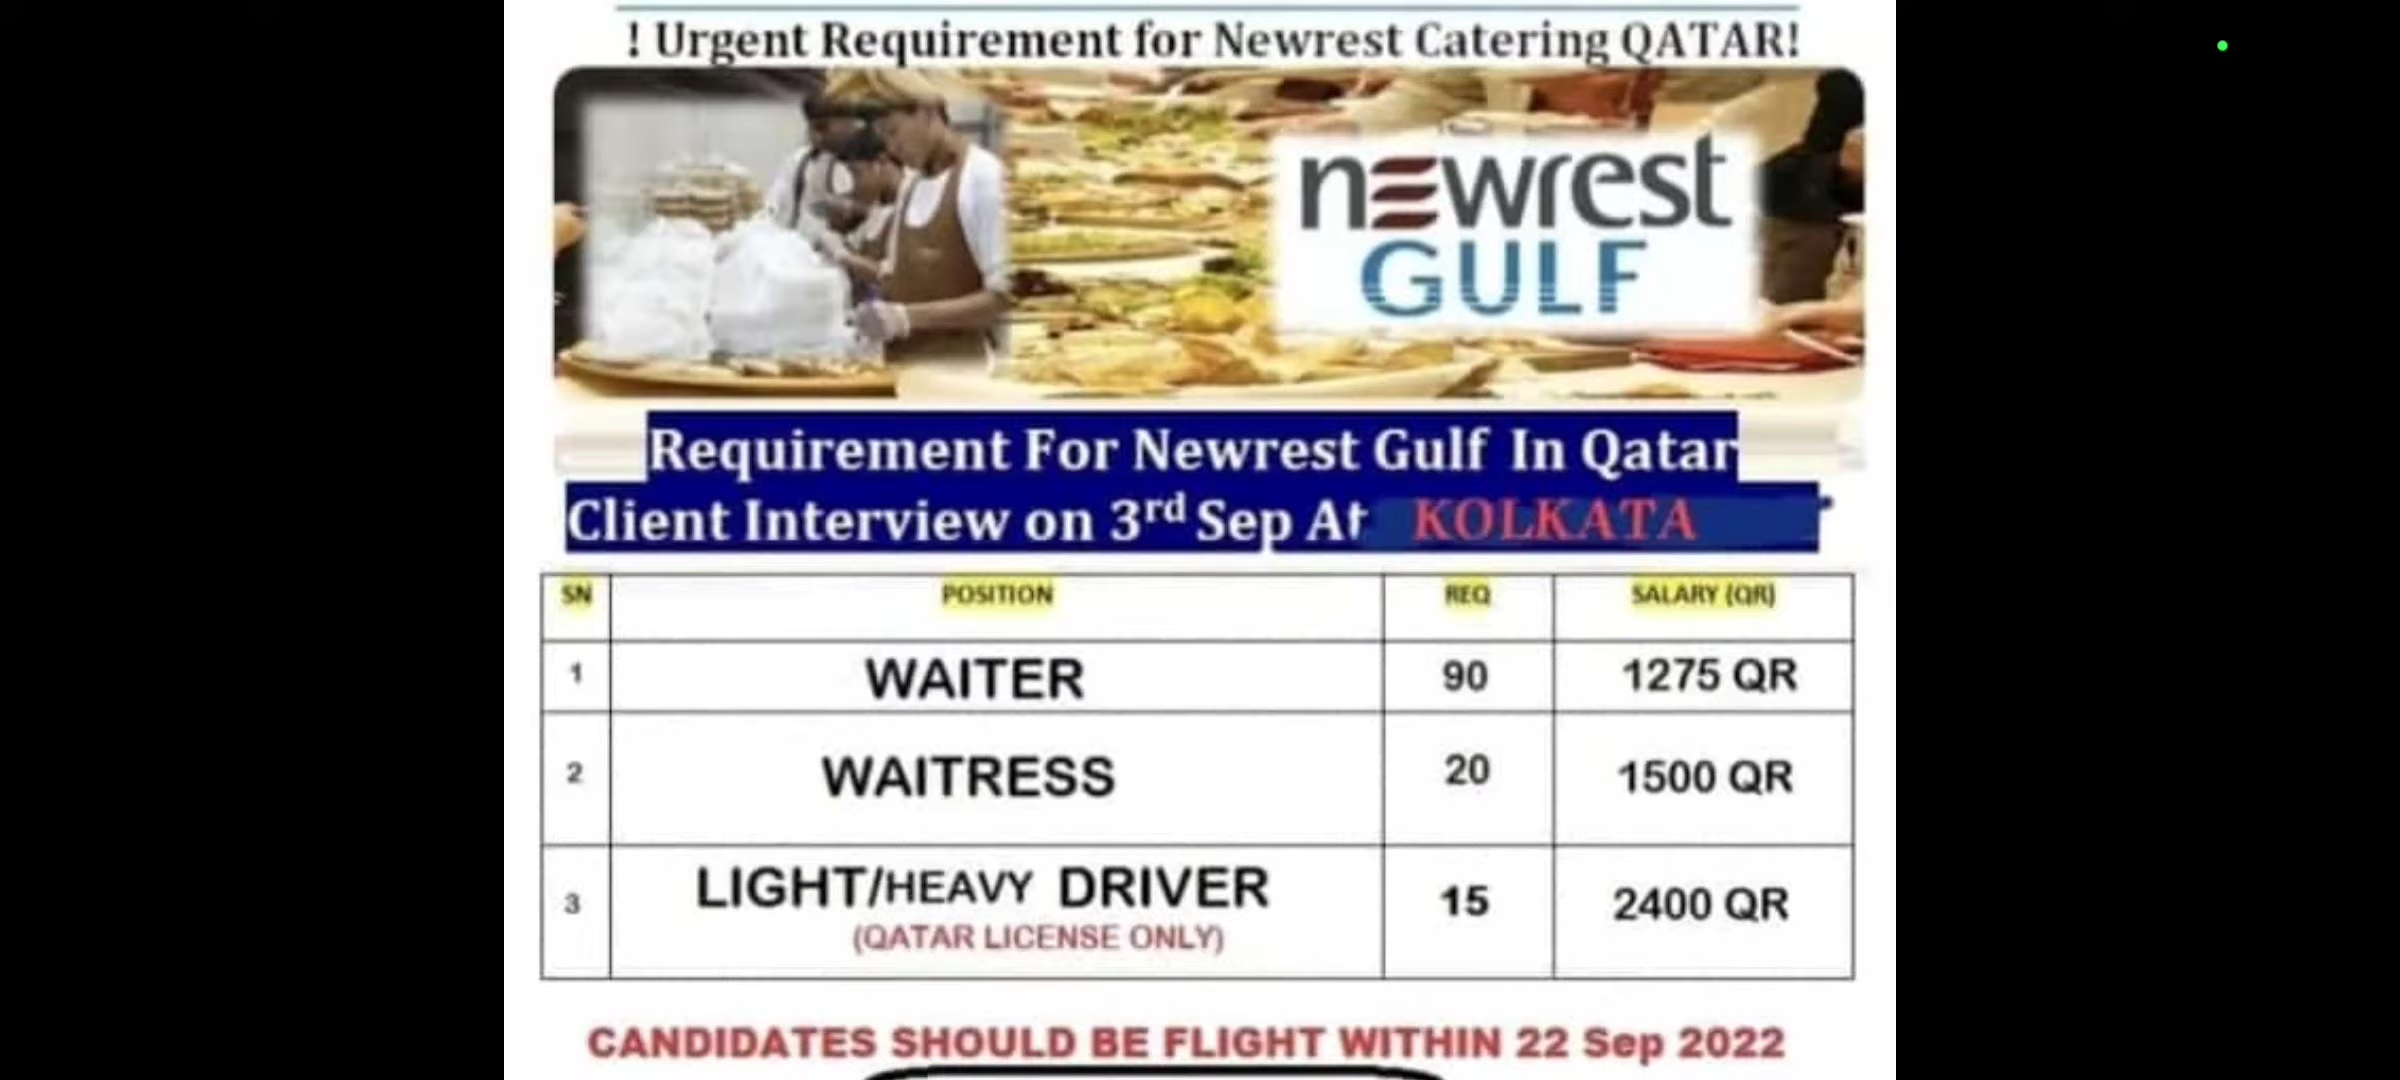 ! Urgent Requirement for Newrest Catering QATAR!
newrest
GULF
Requirement For Newrest Gulf In Qatar
Client Interview on 3rd Sep At KOLKATA
SN POSITION REQ SALARY (QR)
1 WAITER 90 1275 QR
2 WAITRESS 20 1500 QR
3 LIGHT/HEAVY DRIVER 15 2400 QR
(QATAR LICENSE ONLY)
CANDIDATES SHOULD BE FLIGHT WITHIN 22 Sep 2022